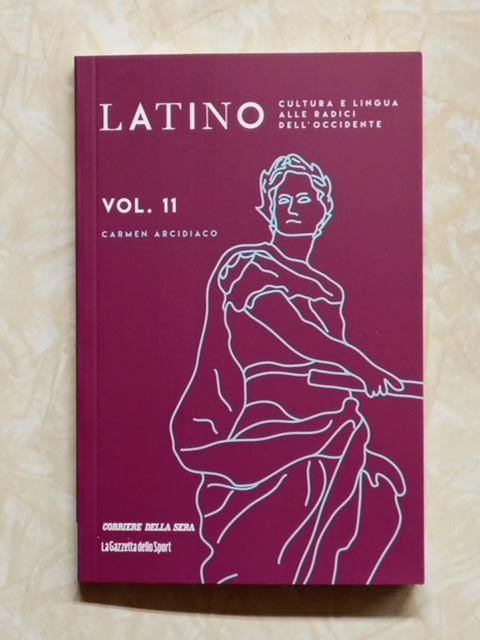 LATINO
CULTURA E LINGUA
ALLE RADICI
DELL'OCCIDENTE
VOL. 11
CARMEN ARCIDIACO
CORRIERE DELLA SERA
La Gazzetta dello Sport